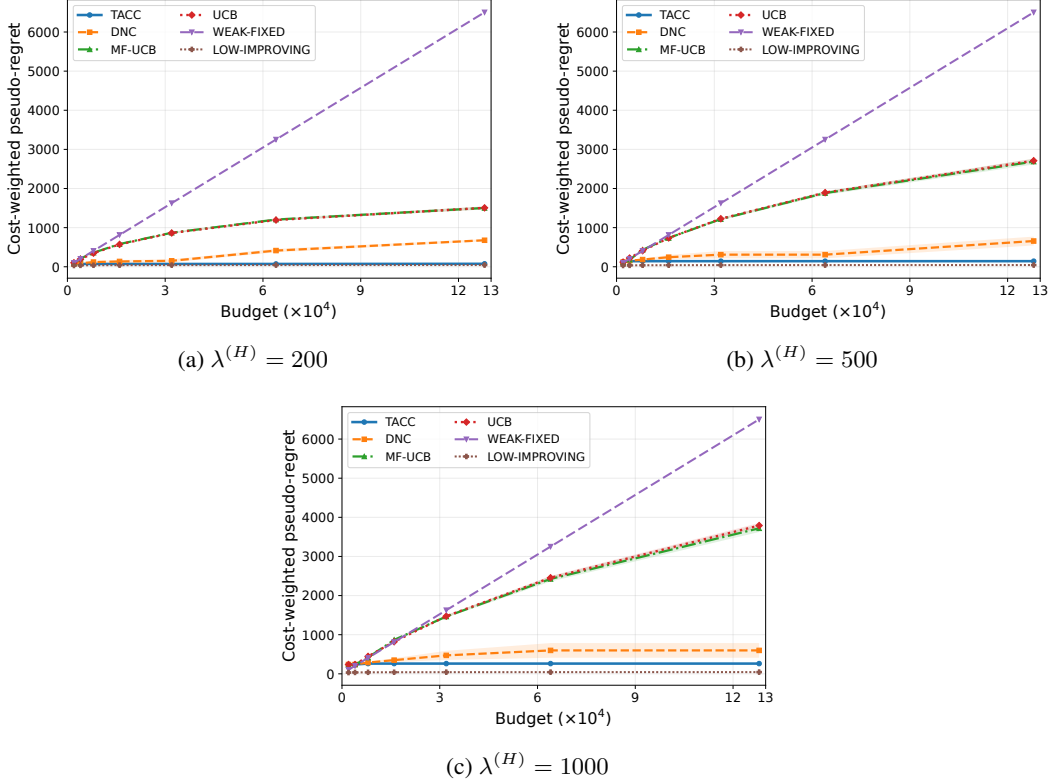 Cost-weighted pseudo-regret
6000
5000
4000
3000
2000
1000
0
TACC
DNC
MF-UCB
UCB
WEAK-FIXED
LOW-IMPROVING
0 3 6 9 12 13
Budget (×10⁴)
(a) λ⁽ᴴ⁾ = 200
Cost-weighted pseudo-regret
6000
5000
4000
3000
2000
1000
0
TACC
DNC
MF-UCB
UCB
WEAK-FIXED
LOW-IMPROVING
0 3 6 9 12 13
Budget (×10⁴)
(b) λ⁽ᴴ⁾ = 500
Cost-weighted pseudo-regret
6000
5000
4000
3000
2000
1000
0
TACC
DNC
MF-UCB
UCB
WEAK-FIXED
LOW-IMPROVING
0 3 6 9 12 13
Budget (×10⁴)
(c) λ⁽ᴴ⁾ = 1000